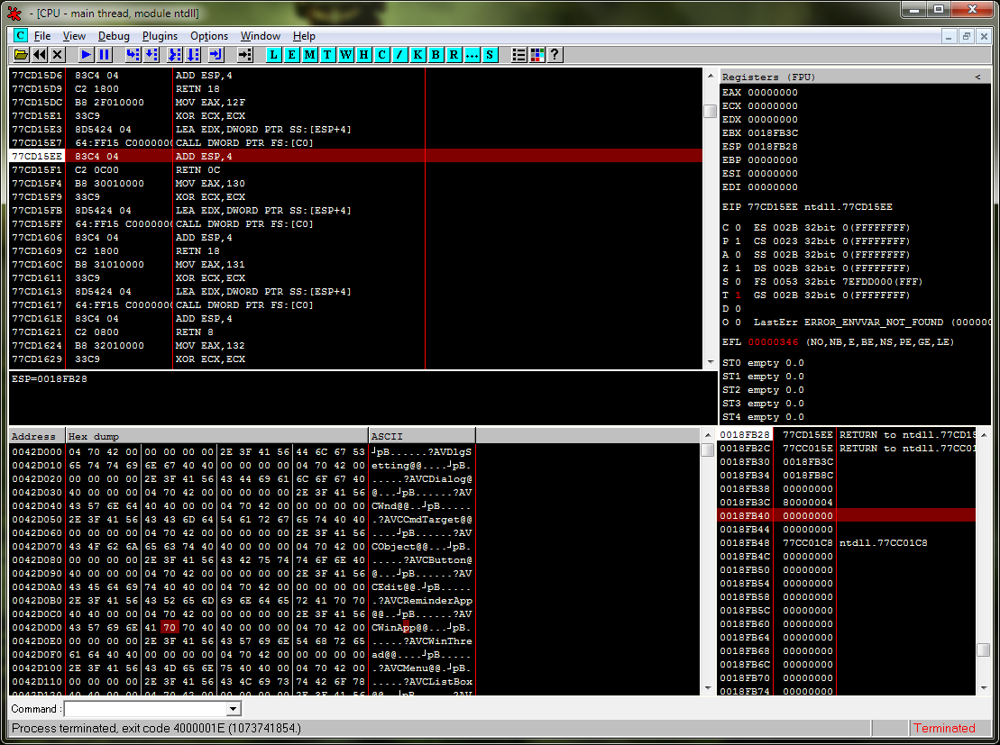 - [CPU - main thread, module ntdll]
C File View Debug Plugins Options Window Help
L E M T W H C / K B R ... S ?
77CD15D6 83C4 04 ADD ESP,4
77CD15D9 C2 1800 RETN 18
77CD15DC B8 2F010000 MOV EAX,12F
77CD15E1 33C9 XOR ECX,ECX
77CD15E3 8D5424 04 LEA EDX,DWORD PTR SS:[ESP+4]
77CD15E7 64:FF15 C0000000 CALL DWORD PTR FS:[C0]
77CD15EE 83C4 04 ADD ESP,4
77CD15F1 C2 0C00 RETN 0C
77CD15F4 B8 30010000 MOV EAX,130
77CD15F9 33C9 XOR ECX,ECX
77CD15FB 8D5424 04 LEA EDX,DWORD PTR SS:[ESP+4]
77CD15FF 64:FF15 C0000000 CALL DWORD PTR FS:[C0]
77CD1606 83C4 04 ADD ESP,4
77CD1609 C2 1800 RETN 18
77CD160C B8 31010000 MOV EAX,131
77CD1611 33C9 XOR ECX,ECX
77CD1613 8D5424 04 LEA EDX,DWORD PTR SS:[ESP+4]
77CD1617 64:FF15 C0000000 CALL DWORD PTR FS:[C0]
77CD161E 83C4 04 ADD ESP,4
77CD1621 C2 0800 RETN 8
77CD1624 B8 32010000 MOV EAX,132
77CD1629 33C9 XOR ECX,ECX
ESP=0018FB28
Registers (FPU) <
EAX 00000000
ECX 00000000
EDX 00000000
EBX 0018FB3C
ESP 0018FB28
EBP 00000000
ESI 00000000
EDI 00000000
EIP 77CD15EE ntdll.77CD15EE
C 0 ES 002B 32bit 0(FFFFFFFF)
P 1 CS 0023 32bit 0(FFFFFFFF)
A 0 SS 002B 32bit 0(FFFFFFFF)
Z 1 DS 002B 32bit 0(FFFFFFFF)
S 0 FS 0053 32bit 7EFDD000(FFF)
T 1 GS 002B 32bit 0(FFFFFFFF)
D 0
O 0 LastErr ERROR_ENVVAR_NOT_FOUND (000000
EFL 00000346 (NO,NB,E,BE,NS,PE,GE,LE)
ST0 empty 0.0
ST1 empty 0.0
ST2 empty 0.0
ST3 empty 0.0
ST4 empty 0.0
Address Hex dump ASCII
0042D000 04 70 42 00 00 00 00 00 2E 3F 41 56 44 6C 67 53 ┘pB......?AVDlgS
0042D010 65 74 74 69 6E 67 40 40 00 00 00 00 04 70 42 00 etting@@....┘pB.
0042D020 00 00 00 00 2E 3F 41 56 43 44 69 61 6C 6F 67 40 .....?AVCDialog@
0042D030 40 00 00 00 04 70 42 00 00 00 00 00 2E 3F 41 56 @...┘pB......?AV
0042D040 43 57 6E 64 40 40 00 00 04 70 42 00 00 00 00 00 CWnd@@..┘pB.....
0042D050 2E 3F 41 56 43 43 6D 64 54 61 72 67 65 74 40 40 .?AVCCmdTarget@@
0042D060 00 00 00 00 04 70 42 00 00 00 00 00 2E 3F 41 56 ....┘pB......?AV
0042D070 43 4F 62 6A 65 63 74 40 40 00 00 00 04 70 42 00 CObject@@...┘pB.
0042D080 00 00 00 00 2E 3F 41 56 43 42 75 74 74 6F 6E 40 .....?AVCButton@
0042D090 40 00 00 00 04 70 42 00 00 00 00 00 2E 3F 41 56 @...┘pB......?AV
0042D0A0 43 45 64 69 74 40 40 00 04 70 42 00 00 00 00 00 CEdit@@.┘pB.....
0042D0B0 2E 3F 41 56 43 52 65 6D 69 6E 64 65 72 41 70 70 .?AVCReminderApp
0042D0C0 40 40 00 00 04 70 42 00 00 00 00 00 2E 3F 41 56 @@..┘pB......?AV
0042D0D0 43 57 69 6E 41 70 70 40 40 00 00 00 04 70 42 00 CWinApp@@...┘pB.
0042D0E0 00 00 00 00 2E 3F 41 56 43 57 69 6E 54 68 72 65 .....?AVCWinThre
0042D0F0 61 64 40 40 00 00 00 00 04 70 42 00 00 00 00 00 ad@@....┘pB.....
0042D100 2E 3F 41 56 43 4D 65 6E 75 40 40 00 04 70 42 00 .?AVCMenu@@.┘pB.
0042D110 00 00 00 00 2E 3F 41 56 43 4C 69 73 74 42 6F 78 .....?AVCListBox
0042D120 40 40 00 00 04 70 42 00 00 00 00 00 2E 3F 41 56 @@..┘pB......?AV
0018FB28 77CD15EE RETURN to ntdll.77CD15
0018FB2C 77CC015E RETURN to ntdll.77CC01
0018FB30 0018FB3C
0018FB34 0018FB8C
0018FB38 00000000
0018FB3C 80000004
0018FB40 00000000
0018FB44 00000000
0018FB48 77CC01C8 ntdll.77CC01C8
0018FB4C 00000000
0018FB50 00000000
0018FB54 00000000
0018FB58 00000000
0018FB5C 00000000
0018FB60 00000000
0018FB64 00000000
0018FB68 00000000
0018FB6C 00000000
0018FB70 00000000
0018FB74 00000000
Command :
Process terminated, exit code 4000001E (1073741854.) Terminated